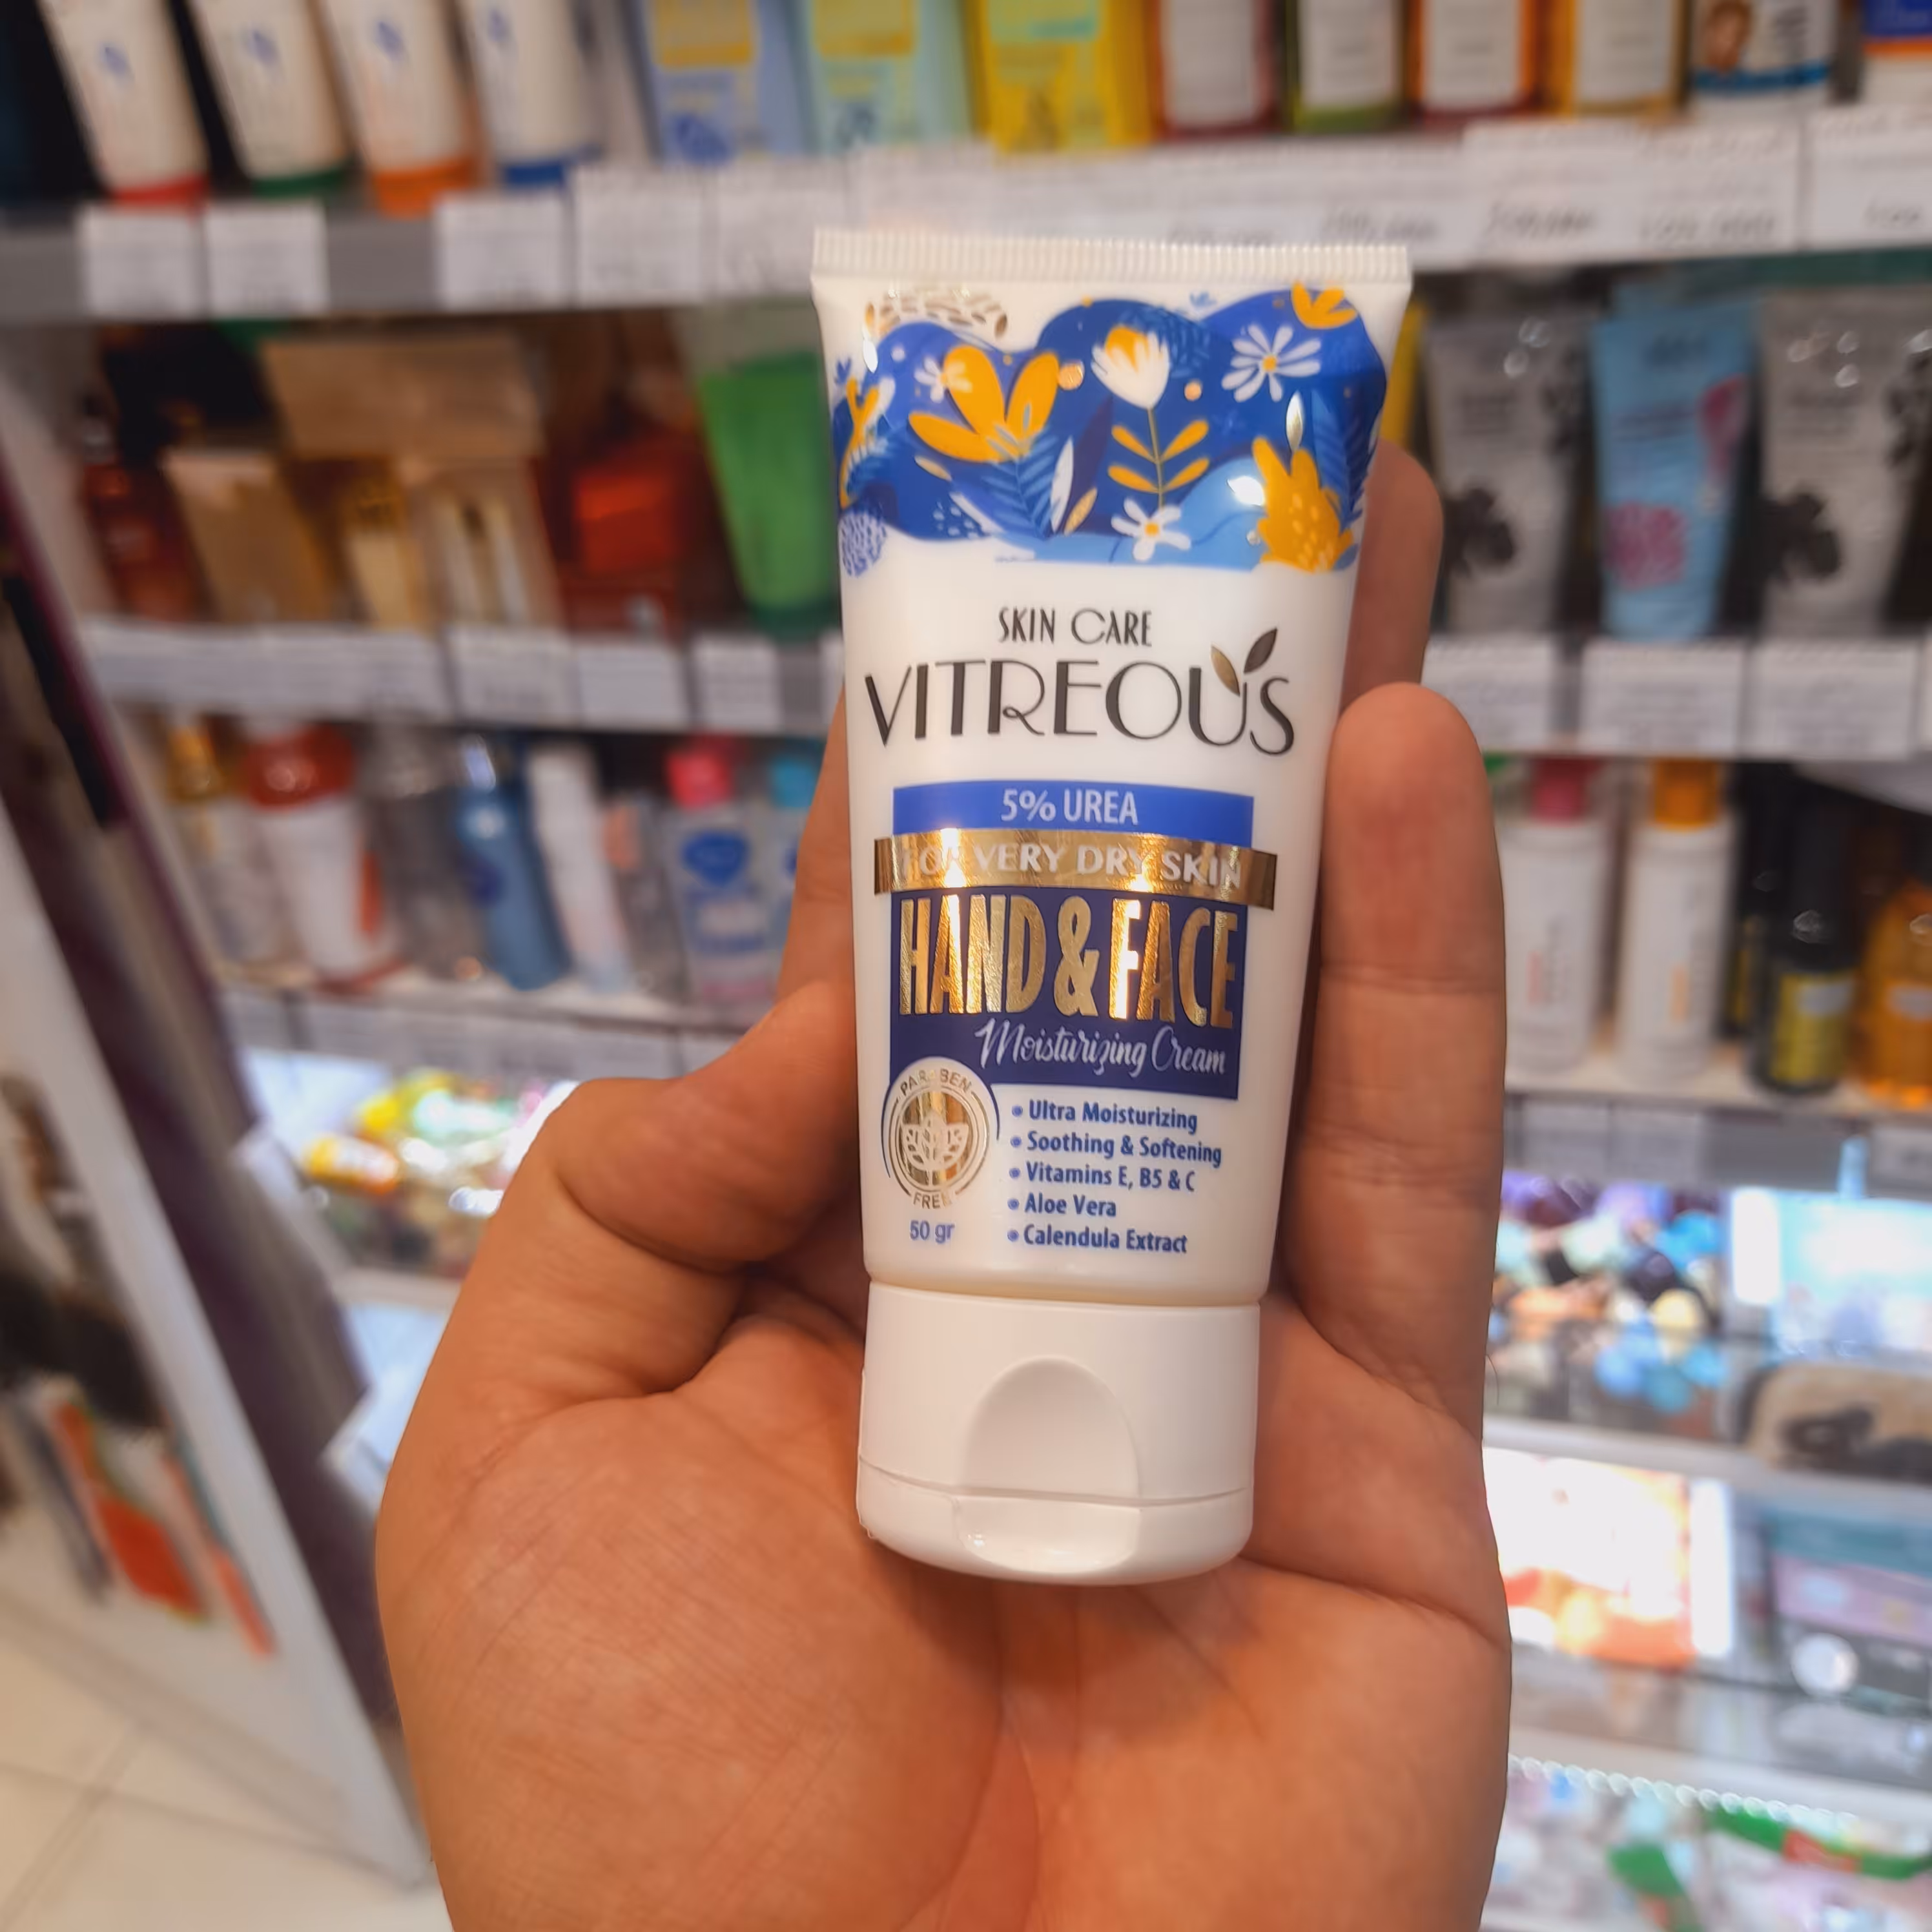 SKIN CARE
VITREOUS
5% UREA
FOR VERY DRY SKIN
HAND & FACE
Moisturizing Cream
PARABEN
FREE
50 gr
• Ultra Moisturizing
• Soothing & Softening
• Vitamins E, B5 & C
• Aloe Vera
• Calendula Extract